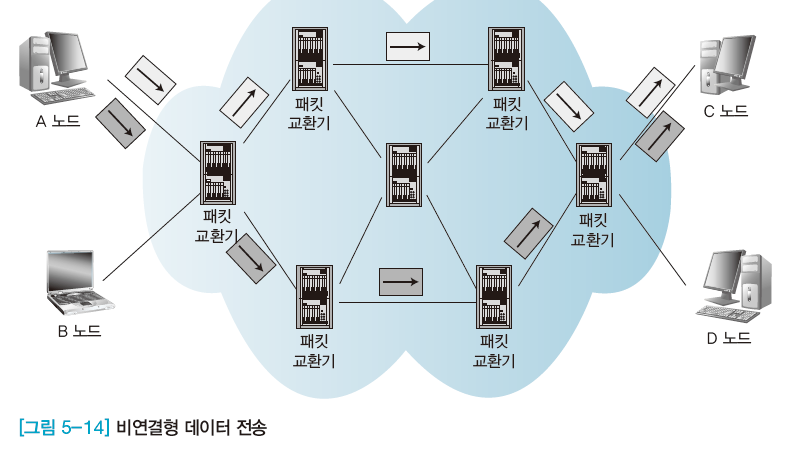 A 노드
패킷
교환기
패킷
교환기
C 노드
패킷
교환기
패킷
교환기
B 노드
패킷
교환기
패킷
교환기
D 노드
[그림 5-14] 비연결형 데이터 전송